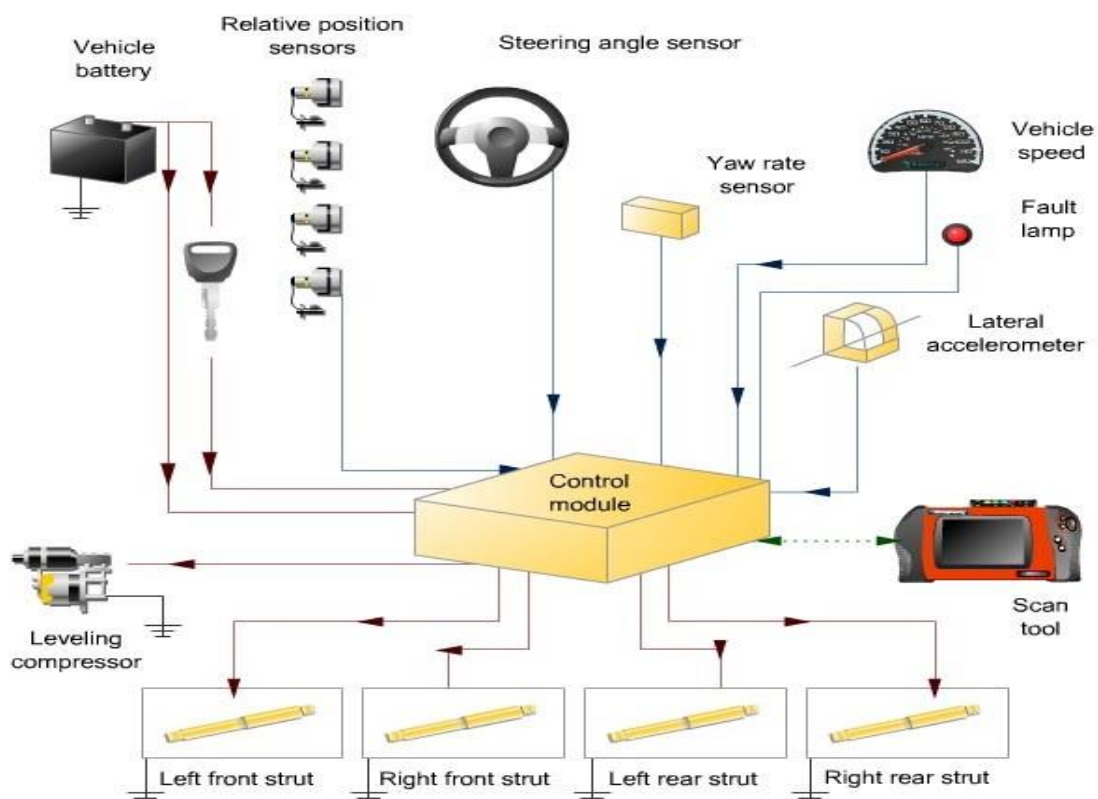 Relative position
sensors
Vehicle
battery
Steering angle sensor
Yaw rate
sensor
Vehicle
speed
Fault
lamp
Lateral
accelerometer
Control
module
Leveling
compressor
Scan
tool
Left front strut
Right front strut
Left rear strut
Right rear strut